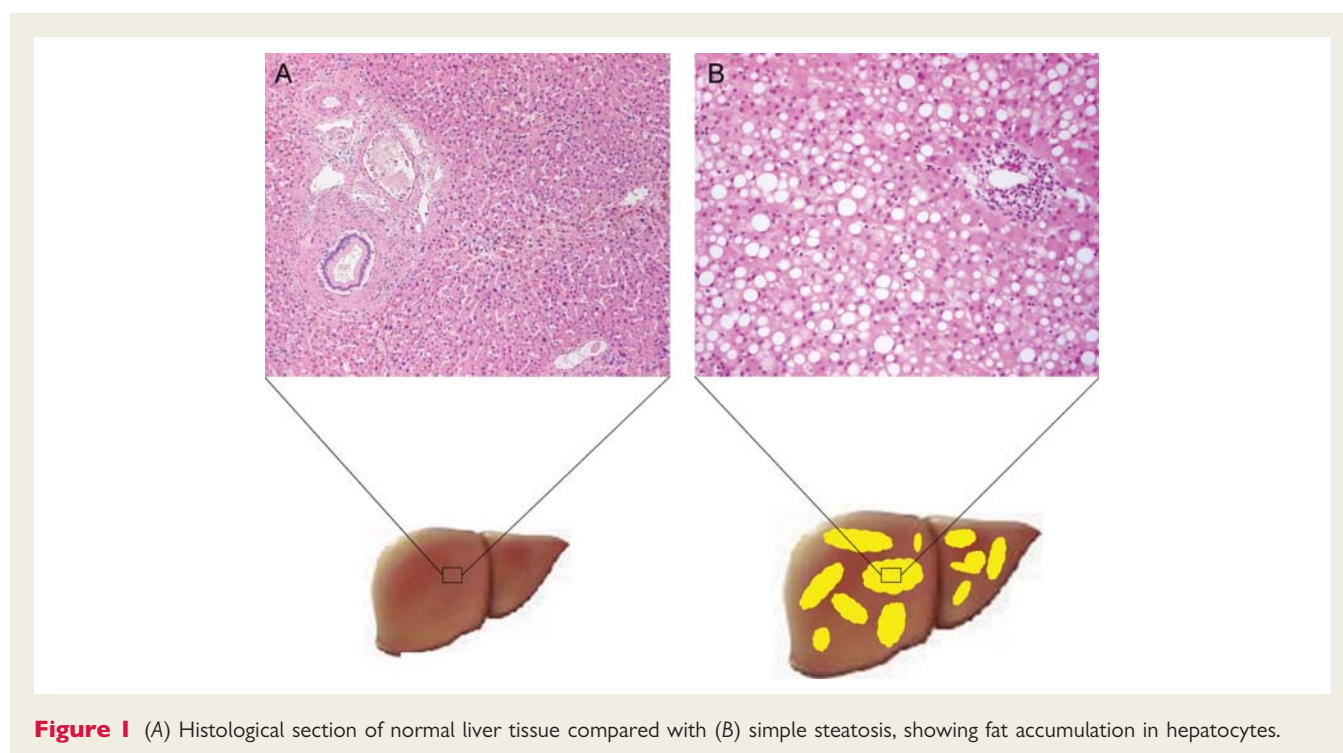 A
B
Figure 1 (A) Histological section of normal liver tissue compared with (B) simple steatosis, showing fat accumulation in hepatocytes.